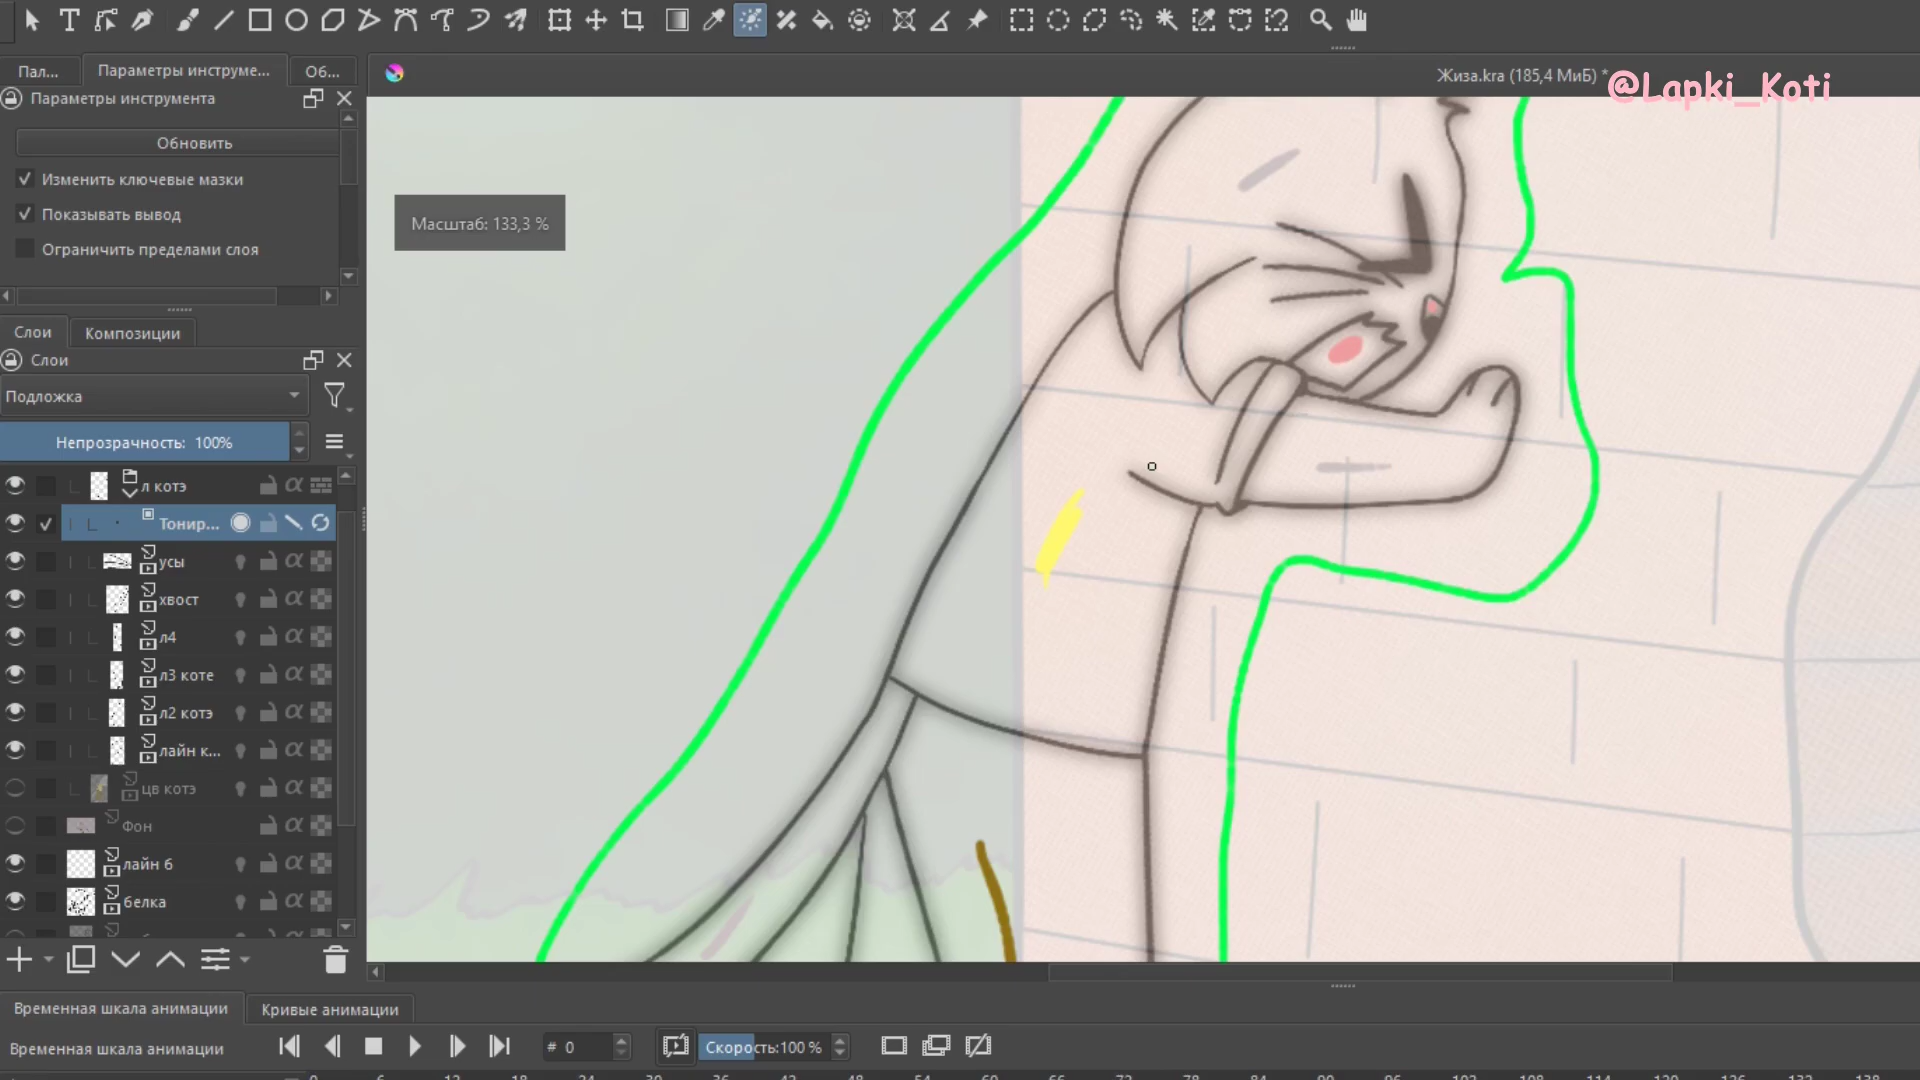 Пал...
Параметры инструме...
Об...
Жиза.kra (185,4 МиБ) *
@Lapki_Koti
Параметры инструмента
Обновить
Изменить ключевые маски
Показывать вывод
Ограничить пределами слоя
Масштаб: 133,3 %
Слои
Композиции
Слои
Подложка
Непрозрачность: 100%
л котэ
Тонир...
усы
хвост
л4
л3 коте
л2 котэ
лайн к...
цв котэ
Фон
лайн 6
белка
Временная шкала анимации
Кривые анимации
Временная шкала анимации
# 0
Скорость:100 %